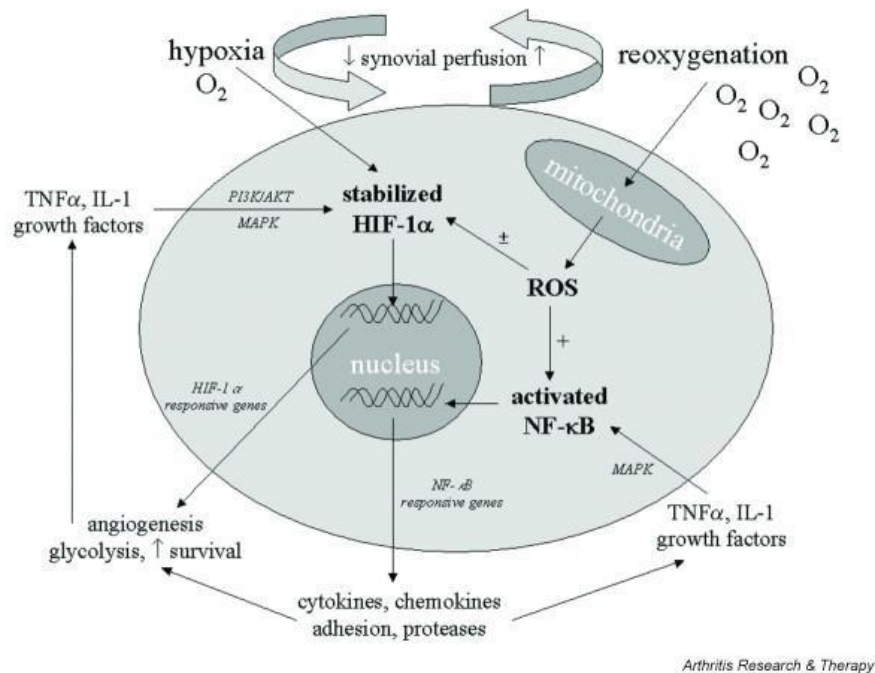 hypoxia
O₂
↓ synovial perfusion ↑
reoxygenation
O₂
O₂ O₂ O₂
O₂
mitochondria
TNFα, IL-1
growth factors
PI3K/AKT
MAPK
stabilized
HIF-1α
±
ROS
+
nucleus
activated
NF-κB
HIF-1 α
responsive genes
MAPK
NF-κB
responsive genes
angiogenesis
glycolysis, ↑ survival
TNFα, IL-1
growth factors
cytokines, chemokines
adhesion, proteases
Arthritis Research & Therapy